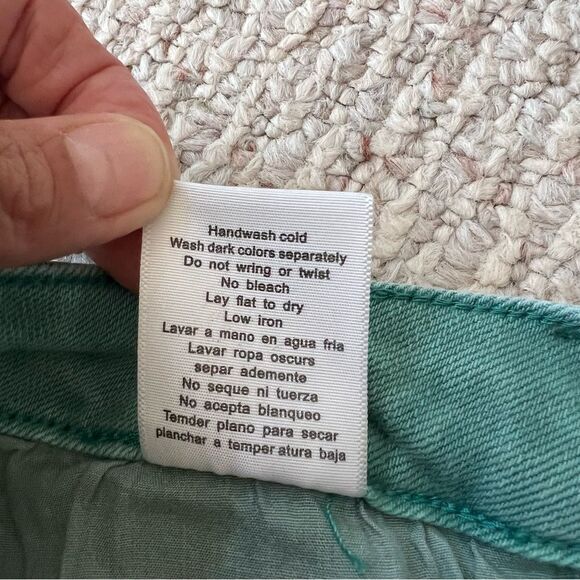 Handwash cold
Wash dark colors separately
Do not wring or twist
No bleach
Lay flat to dry
Low iron
Lavar a mano en agua fria
Lavar ropa oscurs
separ ademente
No seque ni tuerza
No acepta blanqueo
Temder plano para secar
planchar a temper atura baja